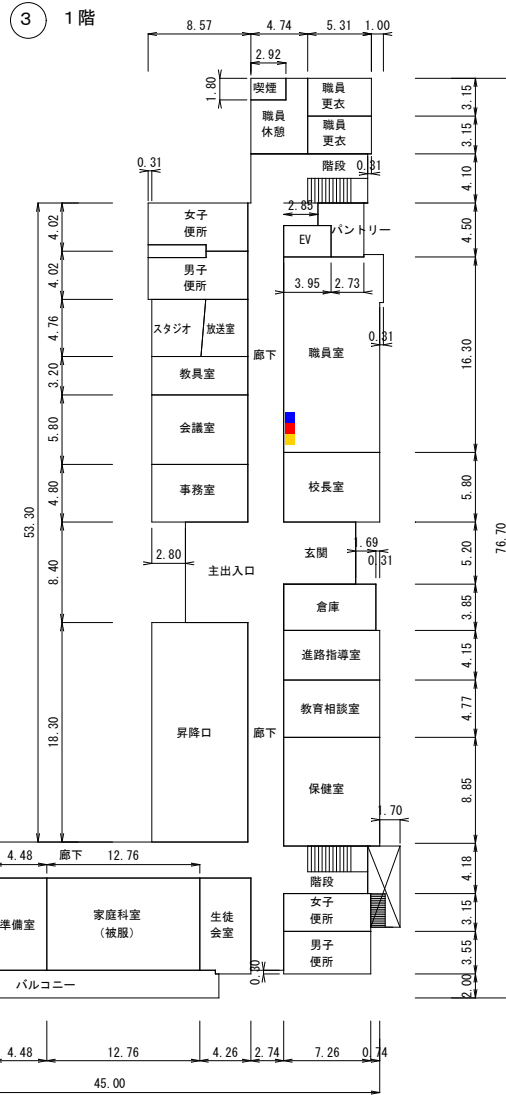 ③ 1階
8.57 4.74 5.31 1.00
2.92
1.80
喫煙
職員
更衣
職員
休憩
職員
更衣
3.15
3.15
階段 0.31
4.10
0.31
2.85
女子
便所
パントリー
EV
4.02
4.50
男子
便所
4.02
3.95 2.73
スタジオ 放送室
4.76
廊下
職員室
0.31
16.30
教具室
3.20
会議室
5.80
事務室
4.80
校長室
5.80
53.30
76.70
2.80
主出入口
玄関
1.69
0.31
5.20
8.40
倉庫
3.85
進路指導室
4.15
教育相談室
4.77
昇降口
廊下
18.30
保健室
8.85
1.70
4.48 廊下 12.76
階段
4.18
準備室
家庭科室
(被服)
生徒
会室
女子
便所
3.15
男子
便所
3.55
0.80
バルコニー
2.00
4.48 12.76 4.26 2.74 7.26 0.74
45.00